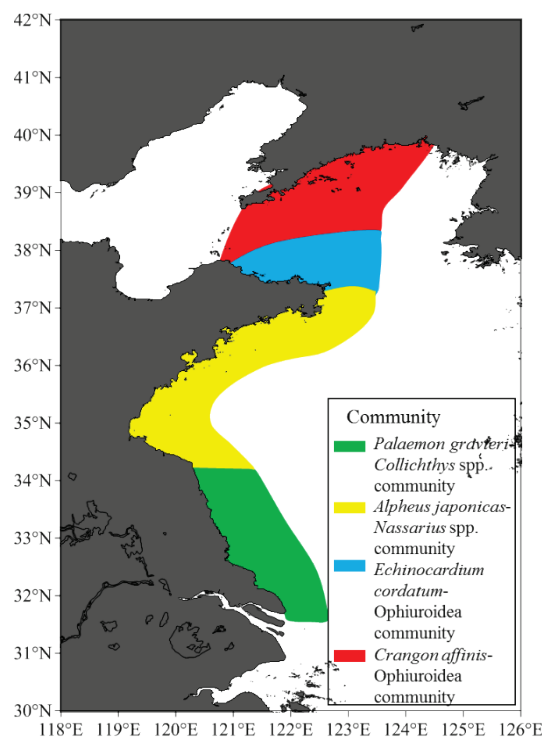 42°N
41°N
40°N
39°N
38°N
37°N
36°N
35°N
34°N
33°N
32°N
31°N
30°N
118°E 119°E 120°E 121°E 122°E 123°E 124°E 125°E 126°E
Community
Palaemon gravieri-
Collichthys spp.
community
Alpheus japonicas-
Nassarius spp.
community
Echinocardium
cordatum-
Ophiuroidea
community
Crangon affinis-
Ophiuroidea
community